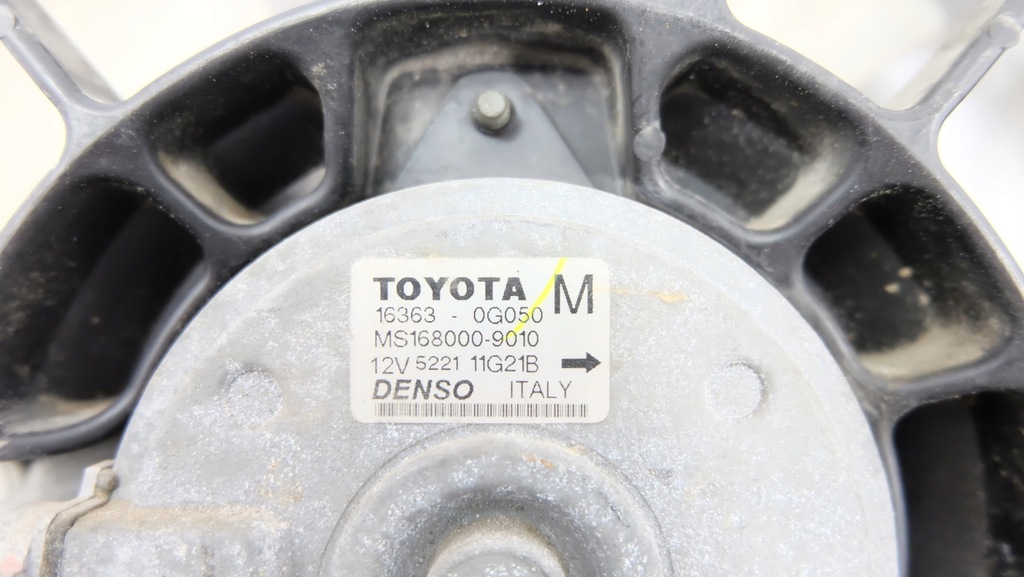 TOYOTA M
16363 - 0G050
MS168000-9010
12V 5221 11G21B
DENSO ITALY